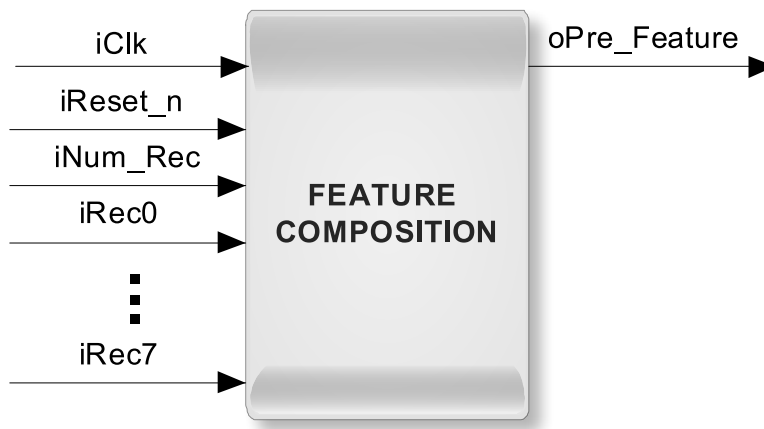 iClk
oPre_Feature
iReset_n
iNum_Rec
iRec0
FEATURE
COMPOSITION
iRec7